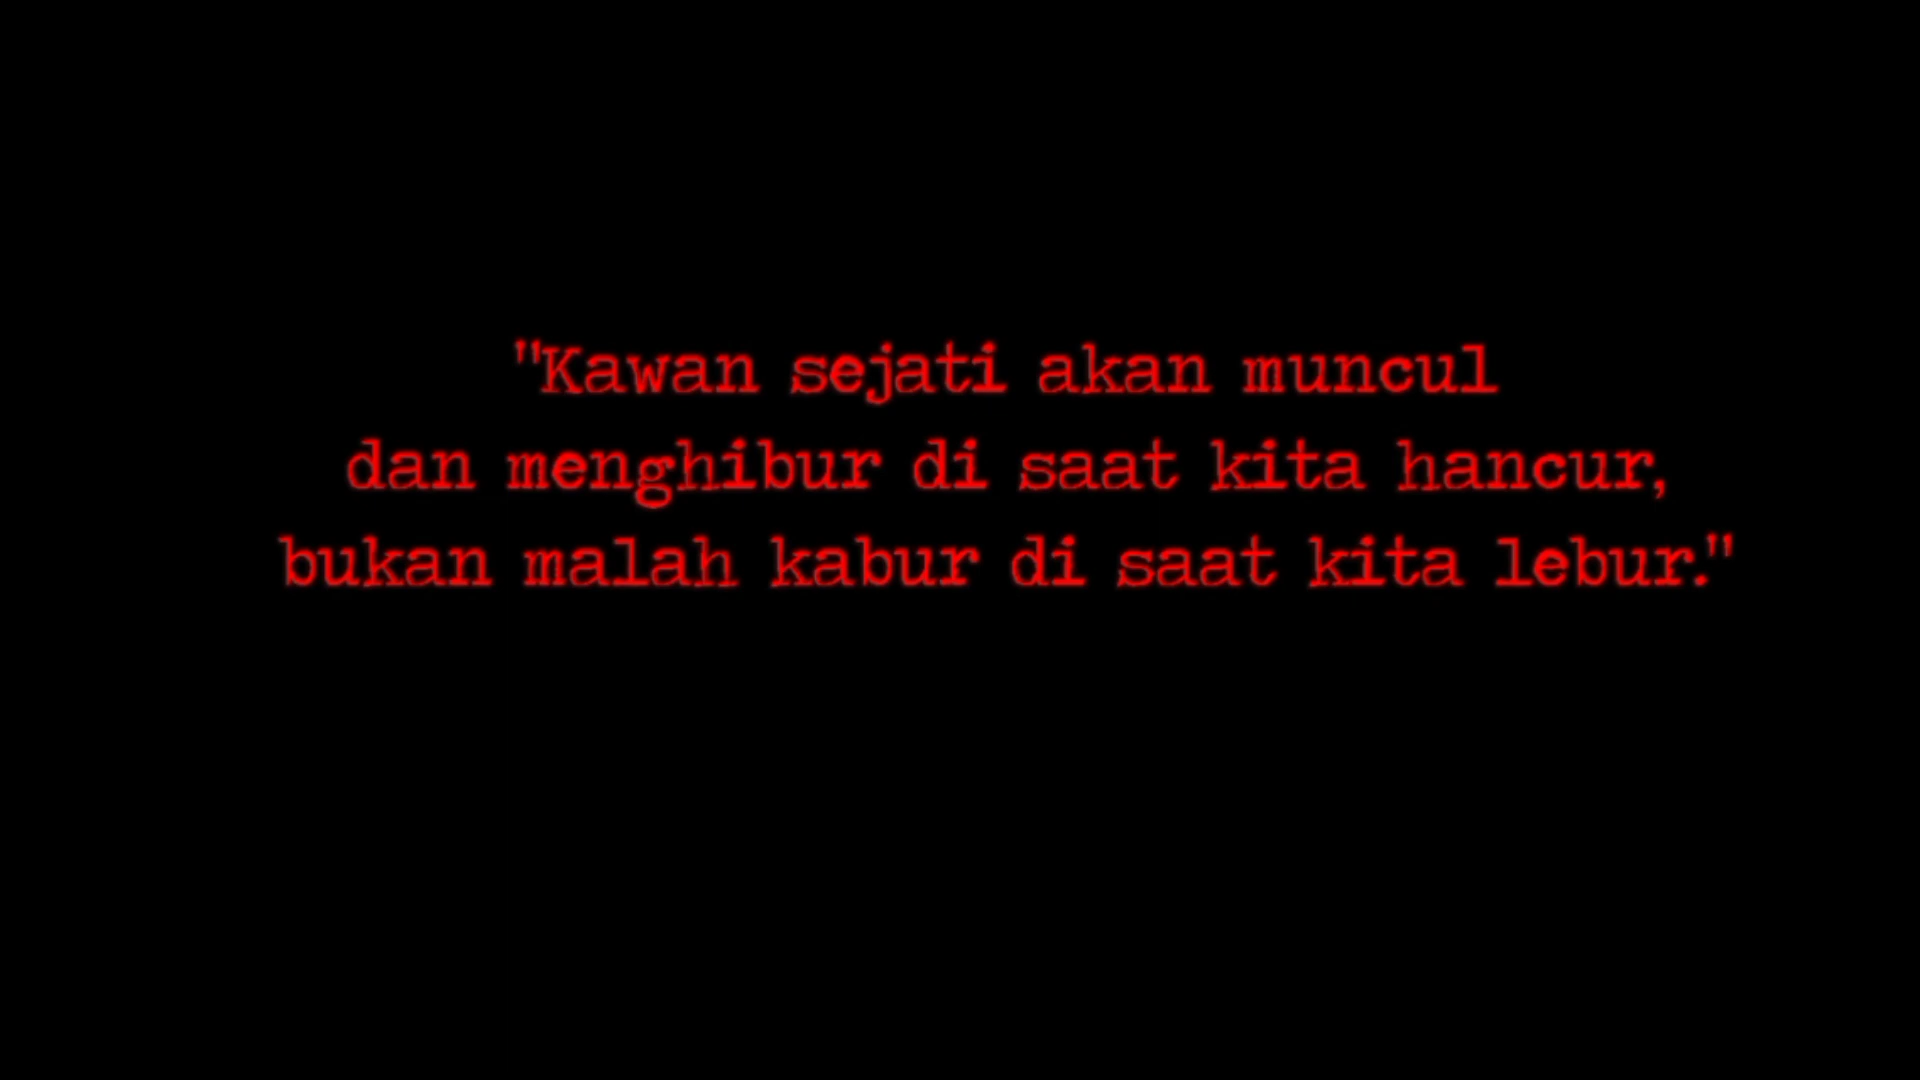 "Kawan sejati akan muncul
dan menghibur di saat kita hancur,
bukan malah kabur di saat kita lebur."